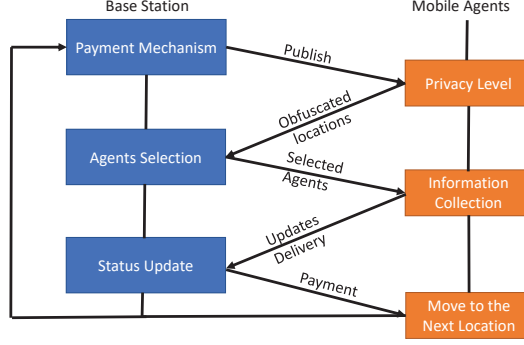 Base Station
Mobile Agents
Payment Mechanism
Publish
Privacy Level
Obfuscated
locations
Agents Selection
Selected
Agents
Information
Collection
Updates
Delivery
Status Update
Payment
Move to the
Next Location